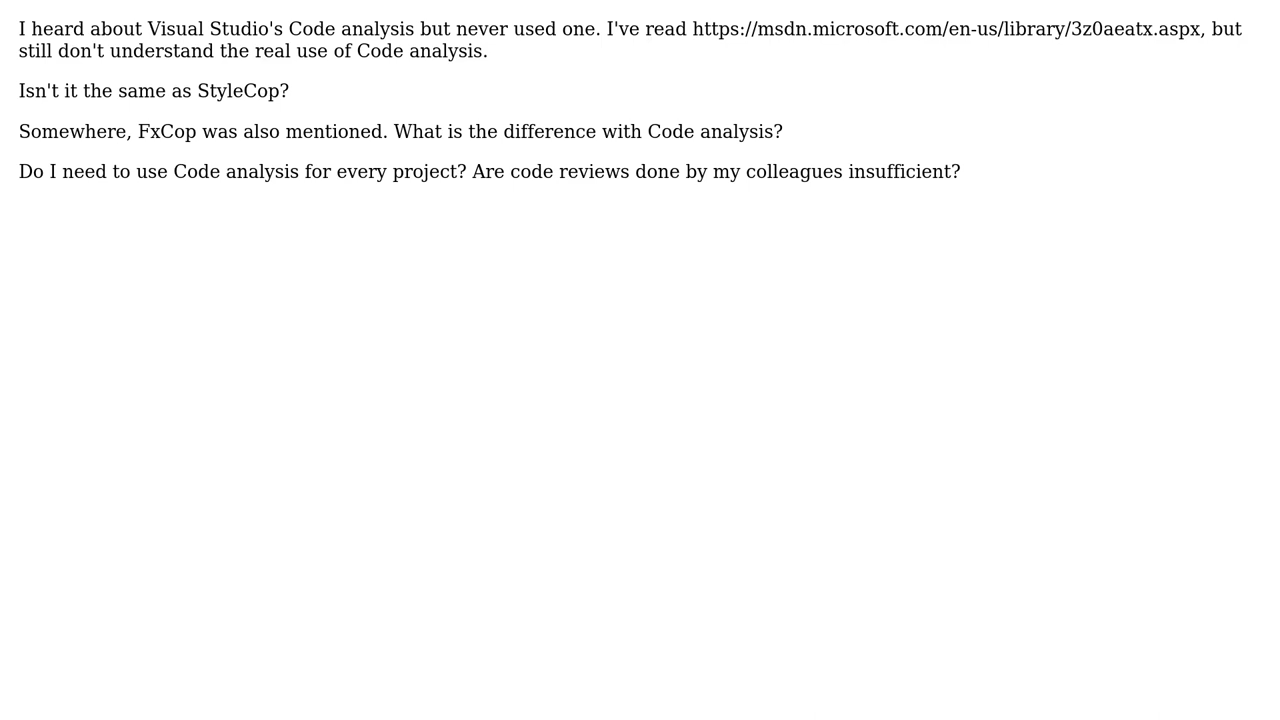 I heard about Visual Studio's Code analysis but never used one. I've read https://msdn.microsoft.com/en-us/library/3z0aeatx.aspx, but
still don't understand the real use of Code analysis.
Isn't it the same as StyleCop?
Somewhere, FxCop was also mentioned. What is the difference with Code analysis?
Do I need to use Code analysis for every project? Are code reviews done by my colleagues insufficient?